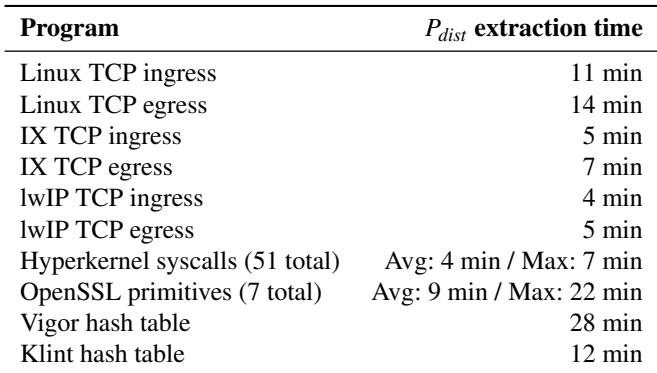 Program P_dist extraction time
Linux TCP ingress 11 min
Linux TCP egress 14 min
IX TCP ingress 5 min
IX TCP egress 7 min
lwIP TCP ingress 4 min
lwIP TCP egress 5 min
Hyperkernel syscalls (51 total) Avg: 4 min / Max: 7 min
OpenSSL primitives (7 total) Avg: 9 min / Max: 22 min
Vigor hash table 28 min
Klint hash table 12 min